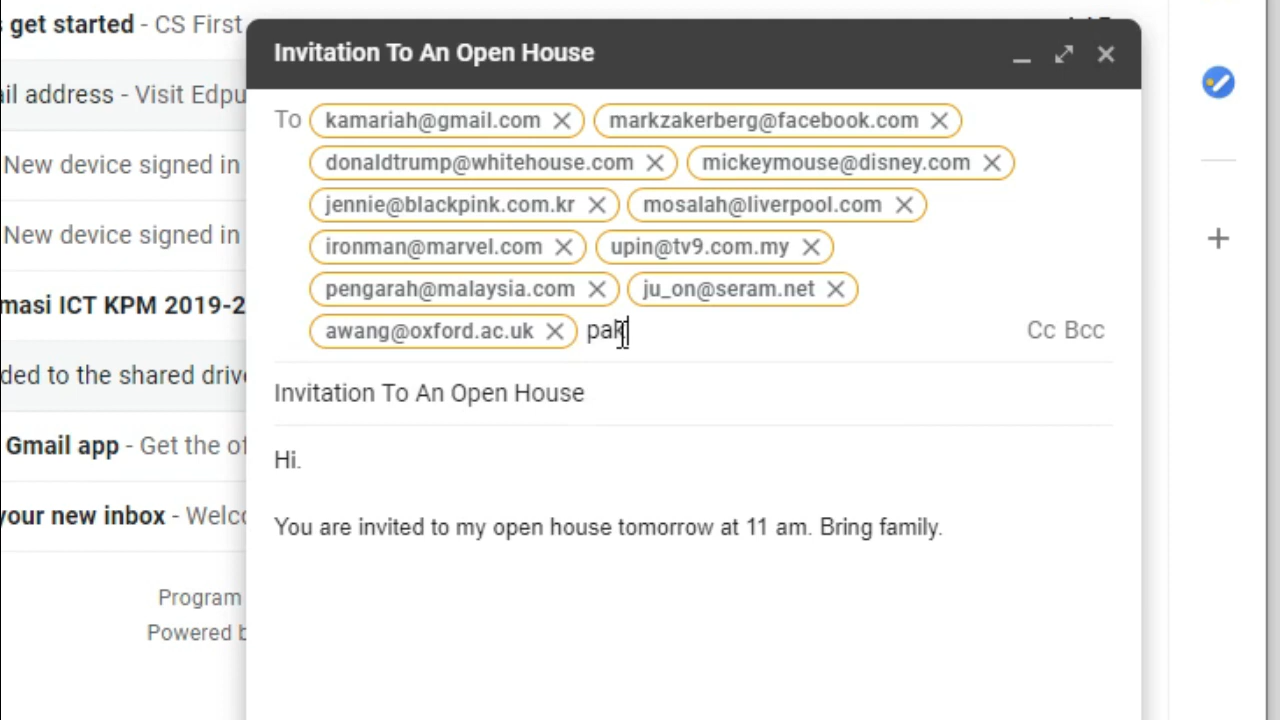 s get started - CS First
Invitation To An Open House
ail address - Visit Edpu
New device signed in
New device signed in
masi ICT KPM 2019-2
ded to the shared drive
Gmail app - Get the of
your new inbox - Welco
Program
Powered b
To kamariah@gmail.com markzakerberg@facebook.com
donaldtrump@whitehouse.com mickeymouse@disney.com
jennie@blackpink.com.kr mosalah@liverpool.com
ironman@marvel.com upin@tv9.com.my
pengarah@malaysia.com ju_on@seram.net
awang@oxford.ac.uk pak Cc Bcc
Invitation To An Open House
Hi.
You are invited to my open house tomorrow at 11 am. Bring family.